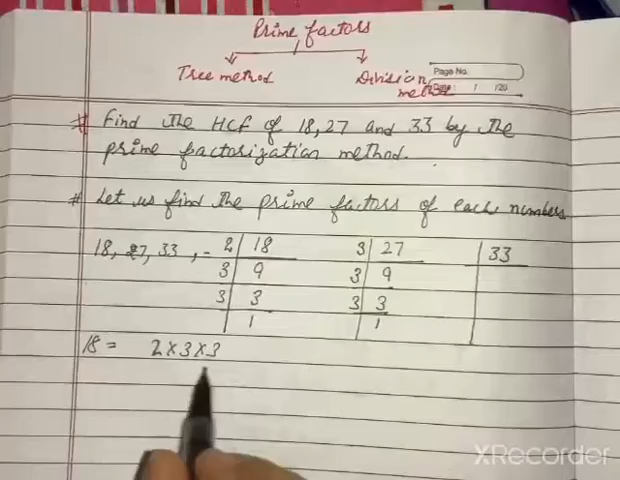 Prime factors
Tree method
Division method
Page No.
Date: / /20
# Find the HCF of 18, 27 and 33 by the
prime factorization method.
# Let us find the prime factors of each numbers
18, 27, 33, - 2 | 18 3 | 27 33
3 | 9 3 | 9
3 | 3 3 | 3
1 1
18 = 2 × 3 × 3
XRecorder